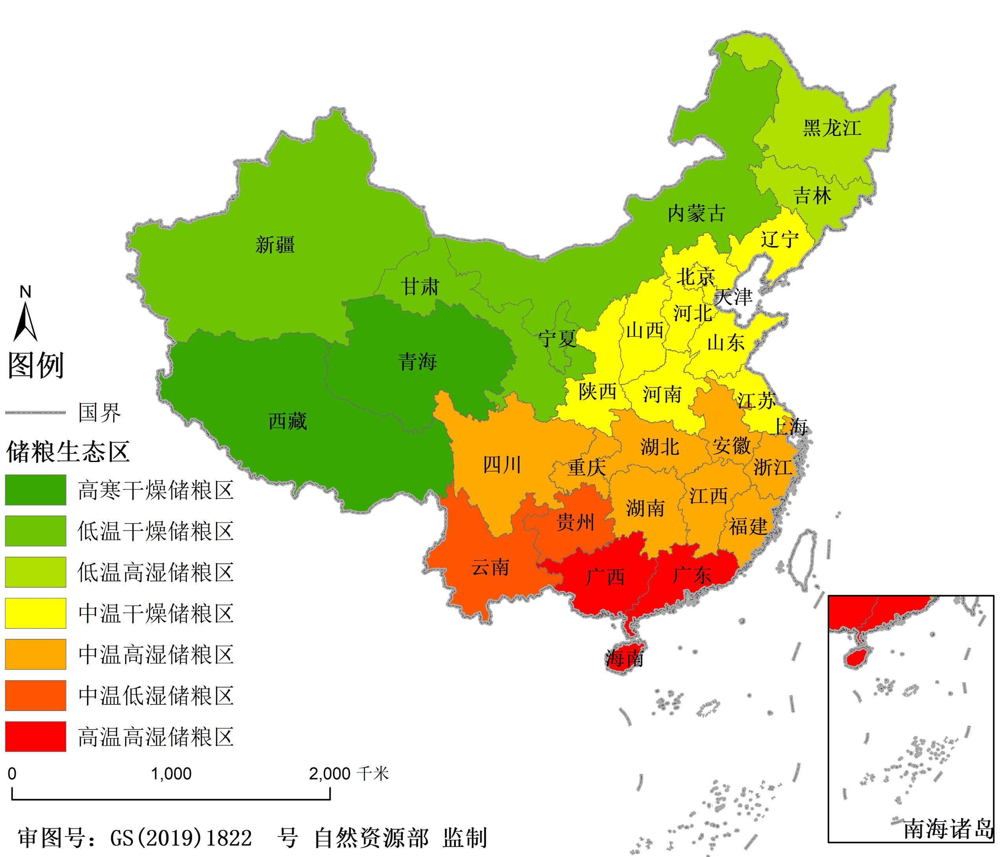 黑龙江
吉林
内蒙古
辽宁
新疆
北京
甘肃
天津
河北
山西
宁夏
山东
青海
陕西
河南
江苏
西藏
上海
湖北
安徽
四川
重庆
浙江
江西
湖南
贵州
福建
云南
广西
广东
海南
N
图例
国界
储粮生态区
高寒干燥储粮区
低温干燥储粮区
低温高湿储粮区
中温干燥储粮区
中温高湿储粮区
中温低湿储粮区
高温高湿储粮区
0 1,000 2,000 千米
南海诸岛
审图号：GS(2019)1822 号 自然资源部 监制